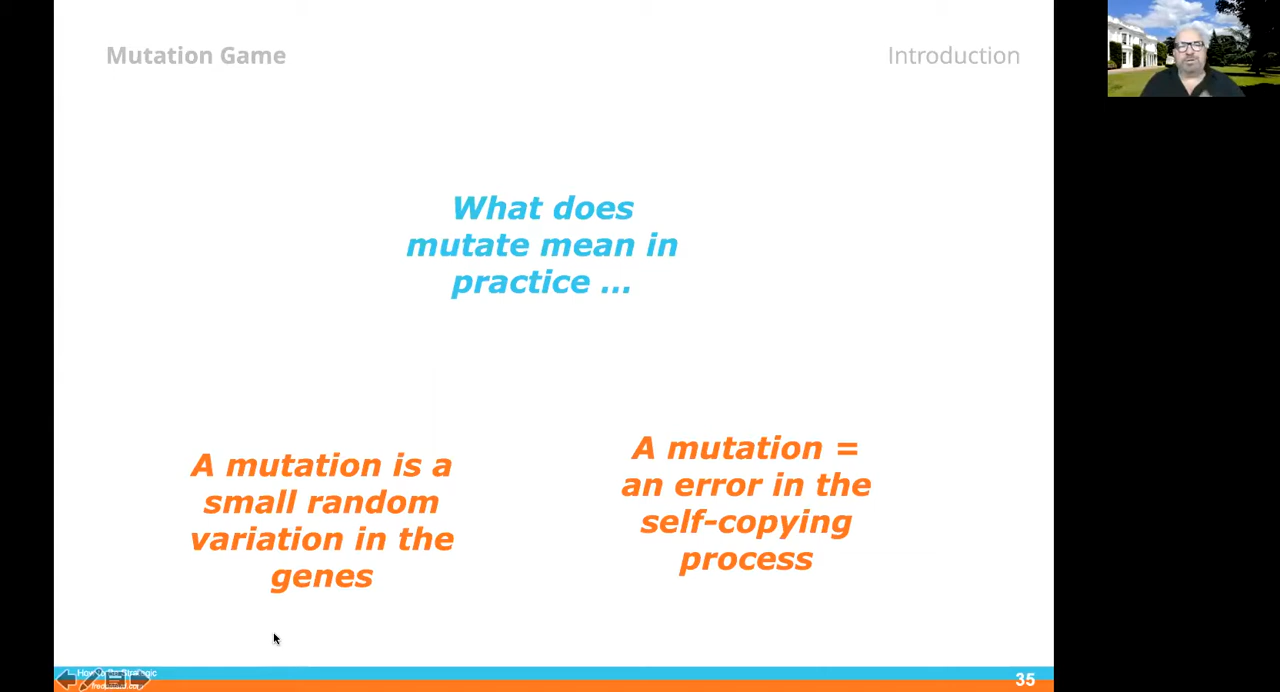 Mutation Game
Introduction
What does
mutate mean in
practice ...
A mutation is a
small random
variation in the
genes
A mutation =
an error in the
self-copying
process
35